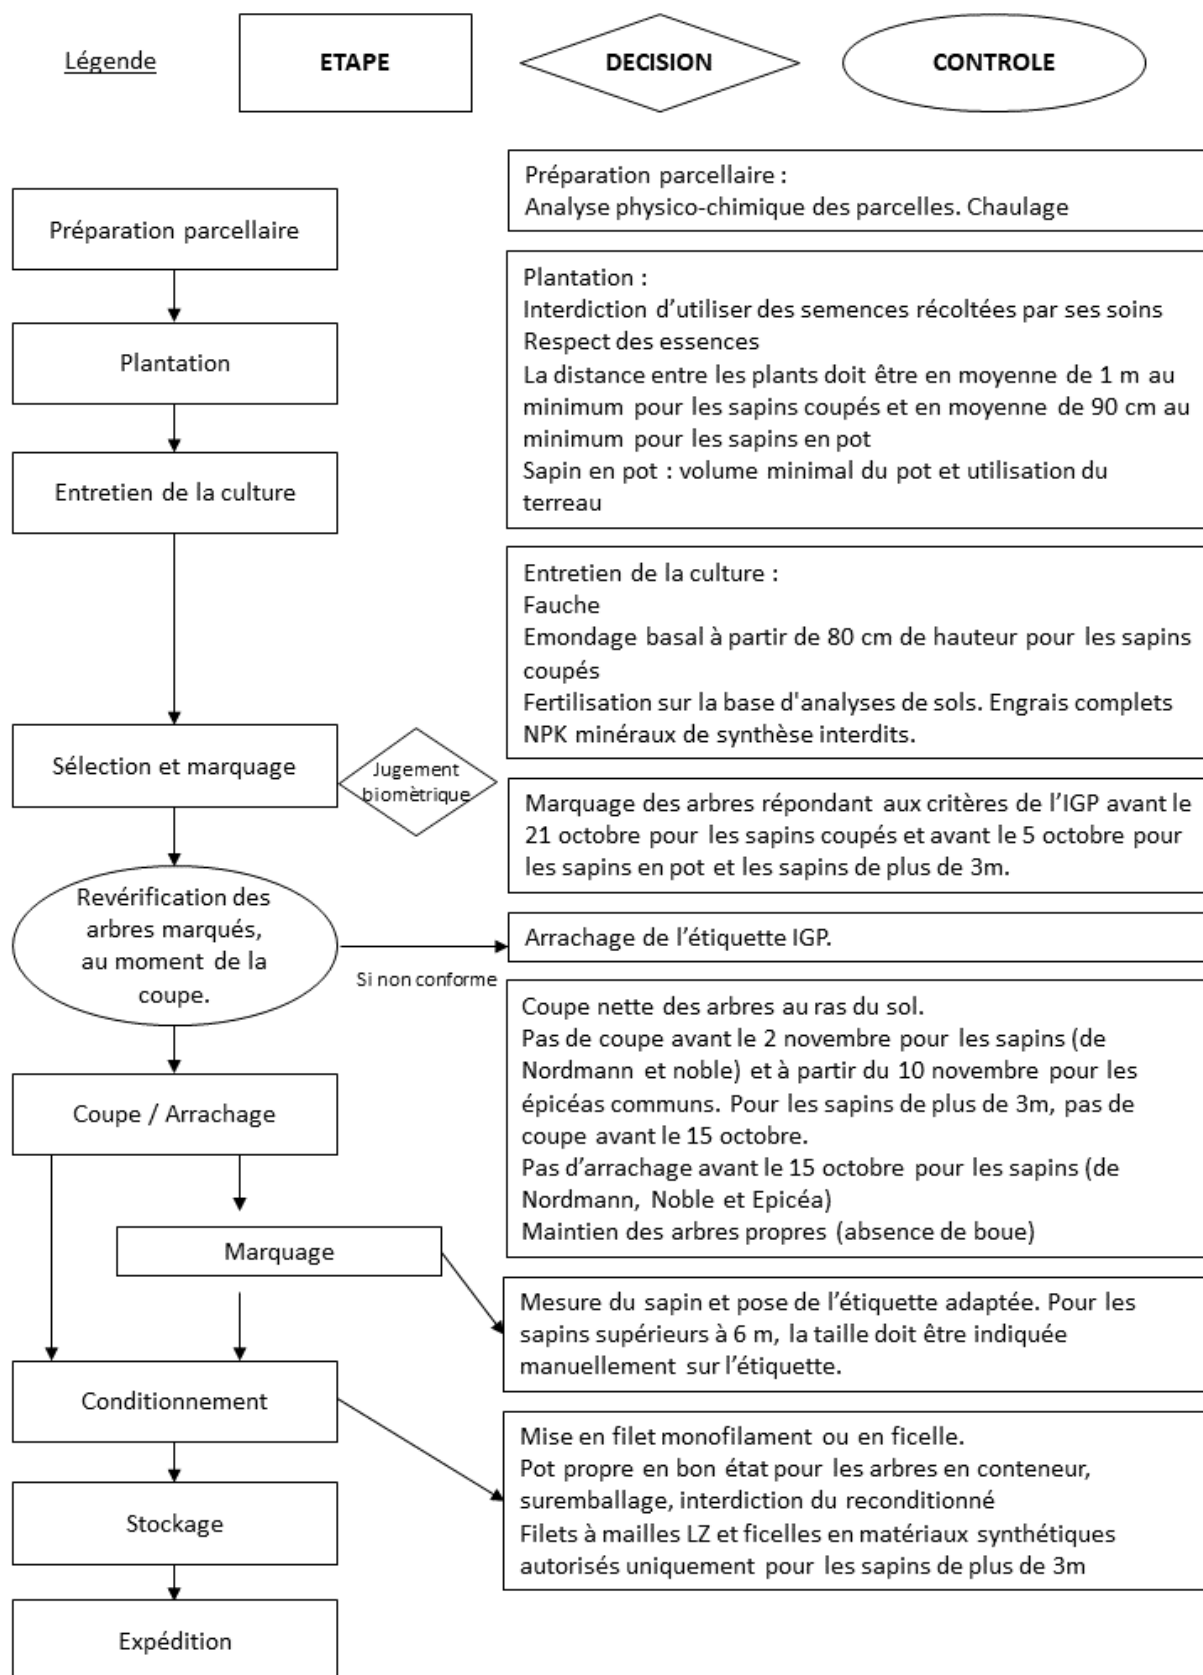 Légende
ETAPE
DECISION
CONTROLE
Préparation parcellaire
Préparation parcellaire :
Analyse physico-chimique des parcelles. Chaulage
Plantation
Plantation :
Interdiction d'utiliser des semences récoltées par ses soins
Respect des essences
La distance entre les plants doit être en moyenne de 1 m au
minimum pour les sapins coupés et en moyenne de 90 cm au
minimum pour les sapins en pot
Sapin en pot : volume minimal du pot et utilisation du
terreau
Entretien de la culture
Entretien de la culture :
Fauche
Emondage basal à partir de 80 cm de hauteur pour les sapins
coupés
Fertilisation sur la base d'analyses de sols. Engrais complets
NPK minéraux de synthèse interdits.
Sélection et marquage
Jugement
biomètrique
Marquage des arbres répondant aux critères de l'IGP avant le
21 octobre pour les sapins coupés et avant le 5 octobre pour
les sapins en pot et les sapins de plus de 3m.
Revérification des
arbres marqués,
au moment de la
coupe.
Si non conforme
Arrachage de l'étiquette IGP.
Coupe / Arrachage
Coupe nette des arbres au ras du sol.
Pas de coupe avant le 2 novembre pour les sapins (de
Nordmann et noble) et à partir du 10 novembre pour les
épicéas communs. Pour les sapins de plus de 3m, pas de
coupe avant le 15 octobre.
Pas d'arrachage avant le 15 octobre pour les sapins (de
Nordmann, Noble et Epicéa)
Maintien des arbres propres (absence de boue)
Marquage
Mesure du sapin et pose de l'étiquette adaptée. Pour les
sapins supérieurs à 6 m, la taille doit être indiquée
manuellement sur l'étiquette.
Conditionnement
Mise en filet monofilament ou en ficelle.
Pot propre en bon état pour les arbres en conteneur,
suremballage, interdiction du reconditionné
Filets à mailles LZ et ficelles en matériaux synthétiques
autorisés uniquement pour les sapins de plus de 3m
Stockage
Expédition